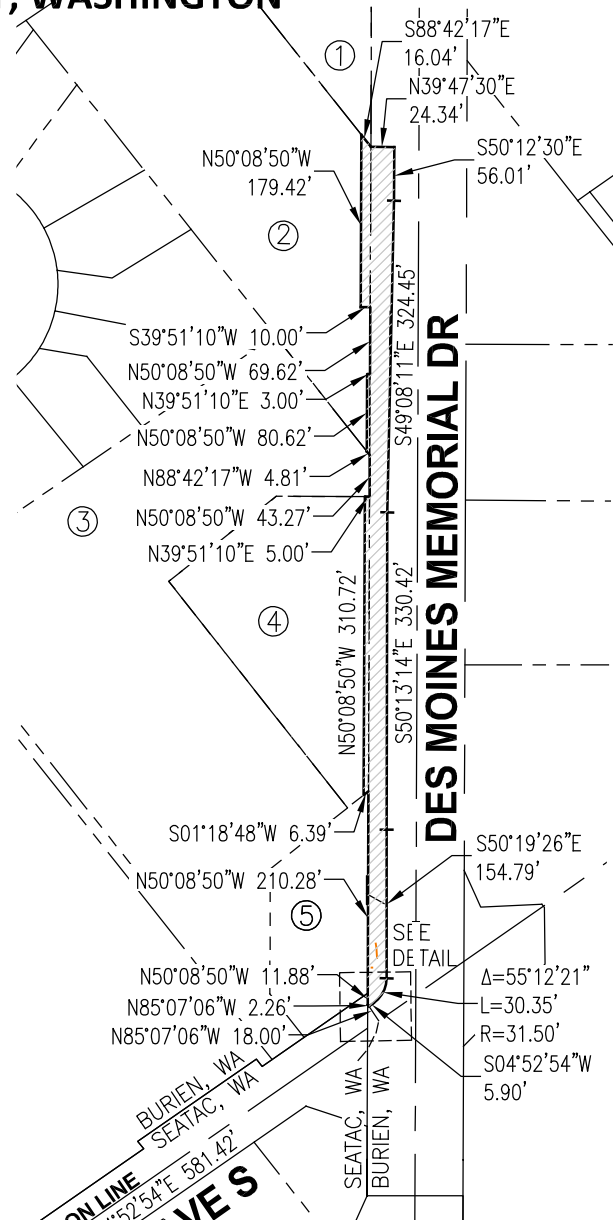 , WASHINGTON
①
S88°42'17"E
16.04'
N39°47'30"E
24.34'
N50°08'50"W
179.42'
S50°12'30"E
56.01'
②
S39°51'10"W 10.00'
N50°08'50"W 69.62'
N39°51'10"E 3.00'
N50°08'50"W 80.62'
N88°42'17"W 4.81'
N50°08'50"W 43.27'
N39°51'10"E 5.00'
S49°08'11"E 324.45'
DES MOINES MEMORIAL DR
③
④
N50°08'50"W 310.72'
S50°13'14"E 330.42'
S01°18'48"W 6.39'
N50°08'50"W 210.28'
S50°19'26"E
154.79'
⑤
SEE
DETAIL
N50°08'50"W 11.88'
N85°07'06"W 2.26'
N85°07'06"W 18.00'
Δ=55°12'21"
L=30.35'
R=31.50'
S04°52'54"W
5.90'
BURIEN, WA
SEATAC, WA
SEATAC, WA
BURIEN, WA
52'54"E 581.42'
ON LINE
VE S